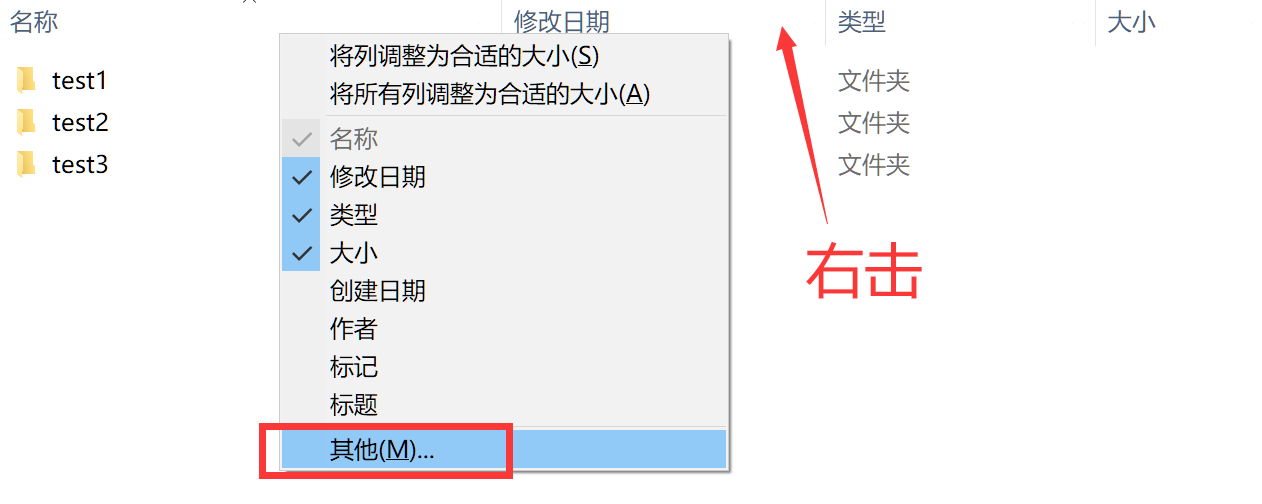 名称 修改日期 类型 大小
将列调整为合适的大小(S)
将所有列调整为合适的大小(A)
test1 文件夹
test2 文件夹
test3 文件夹
名称
修改日期
类型
大小
创建日期
作者
标记
标题
其他(M)...
右击